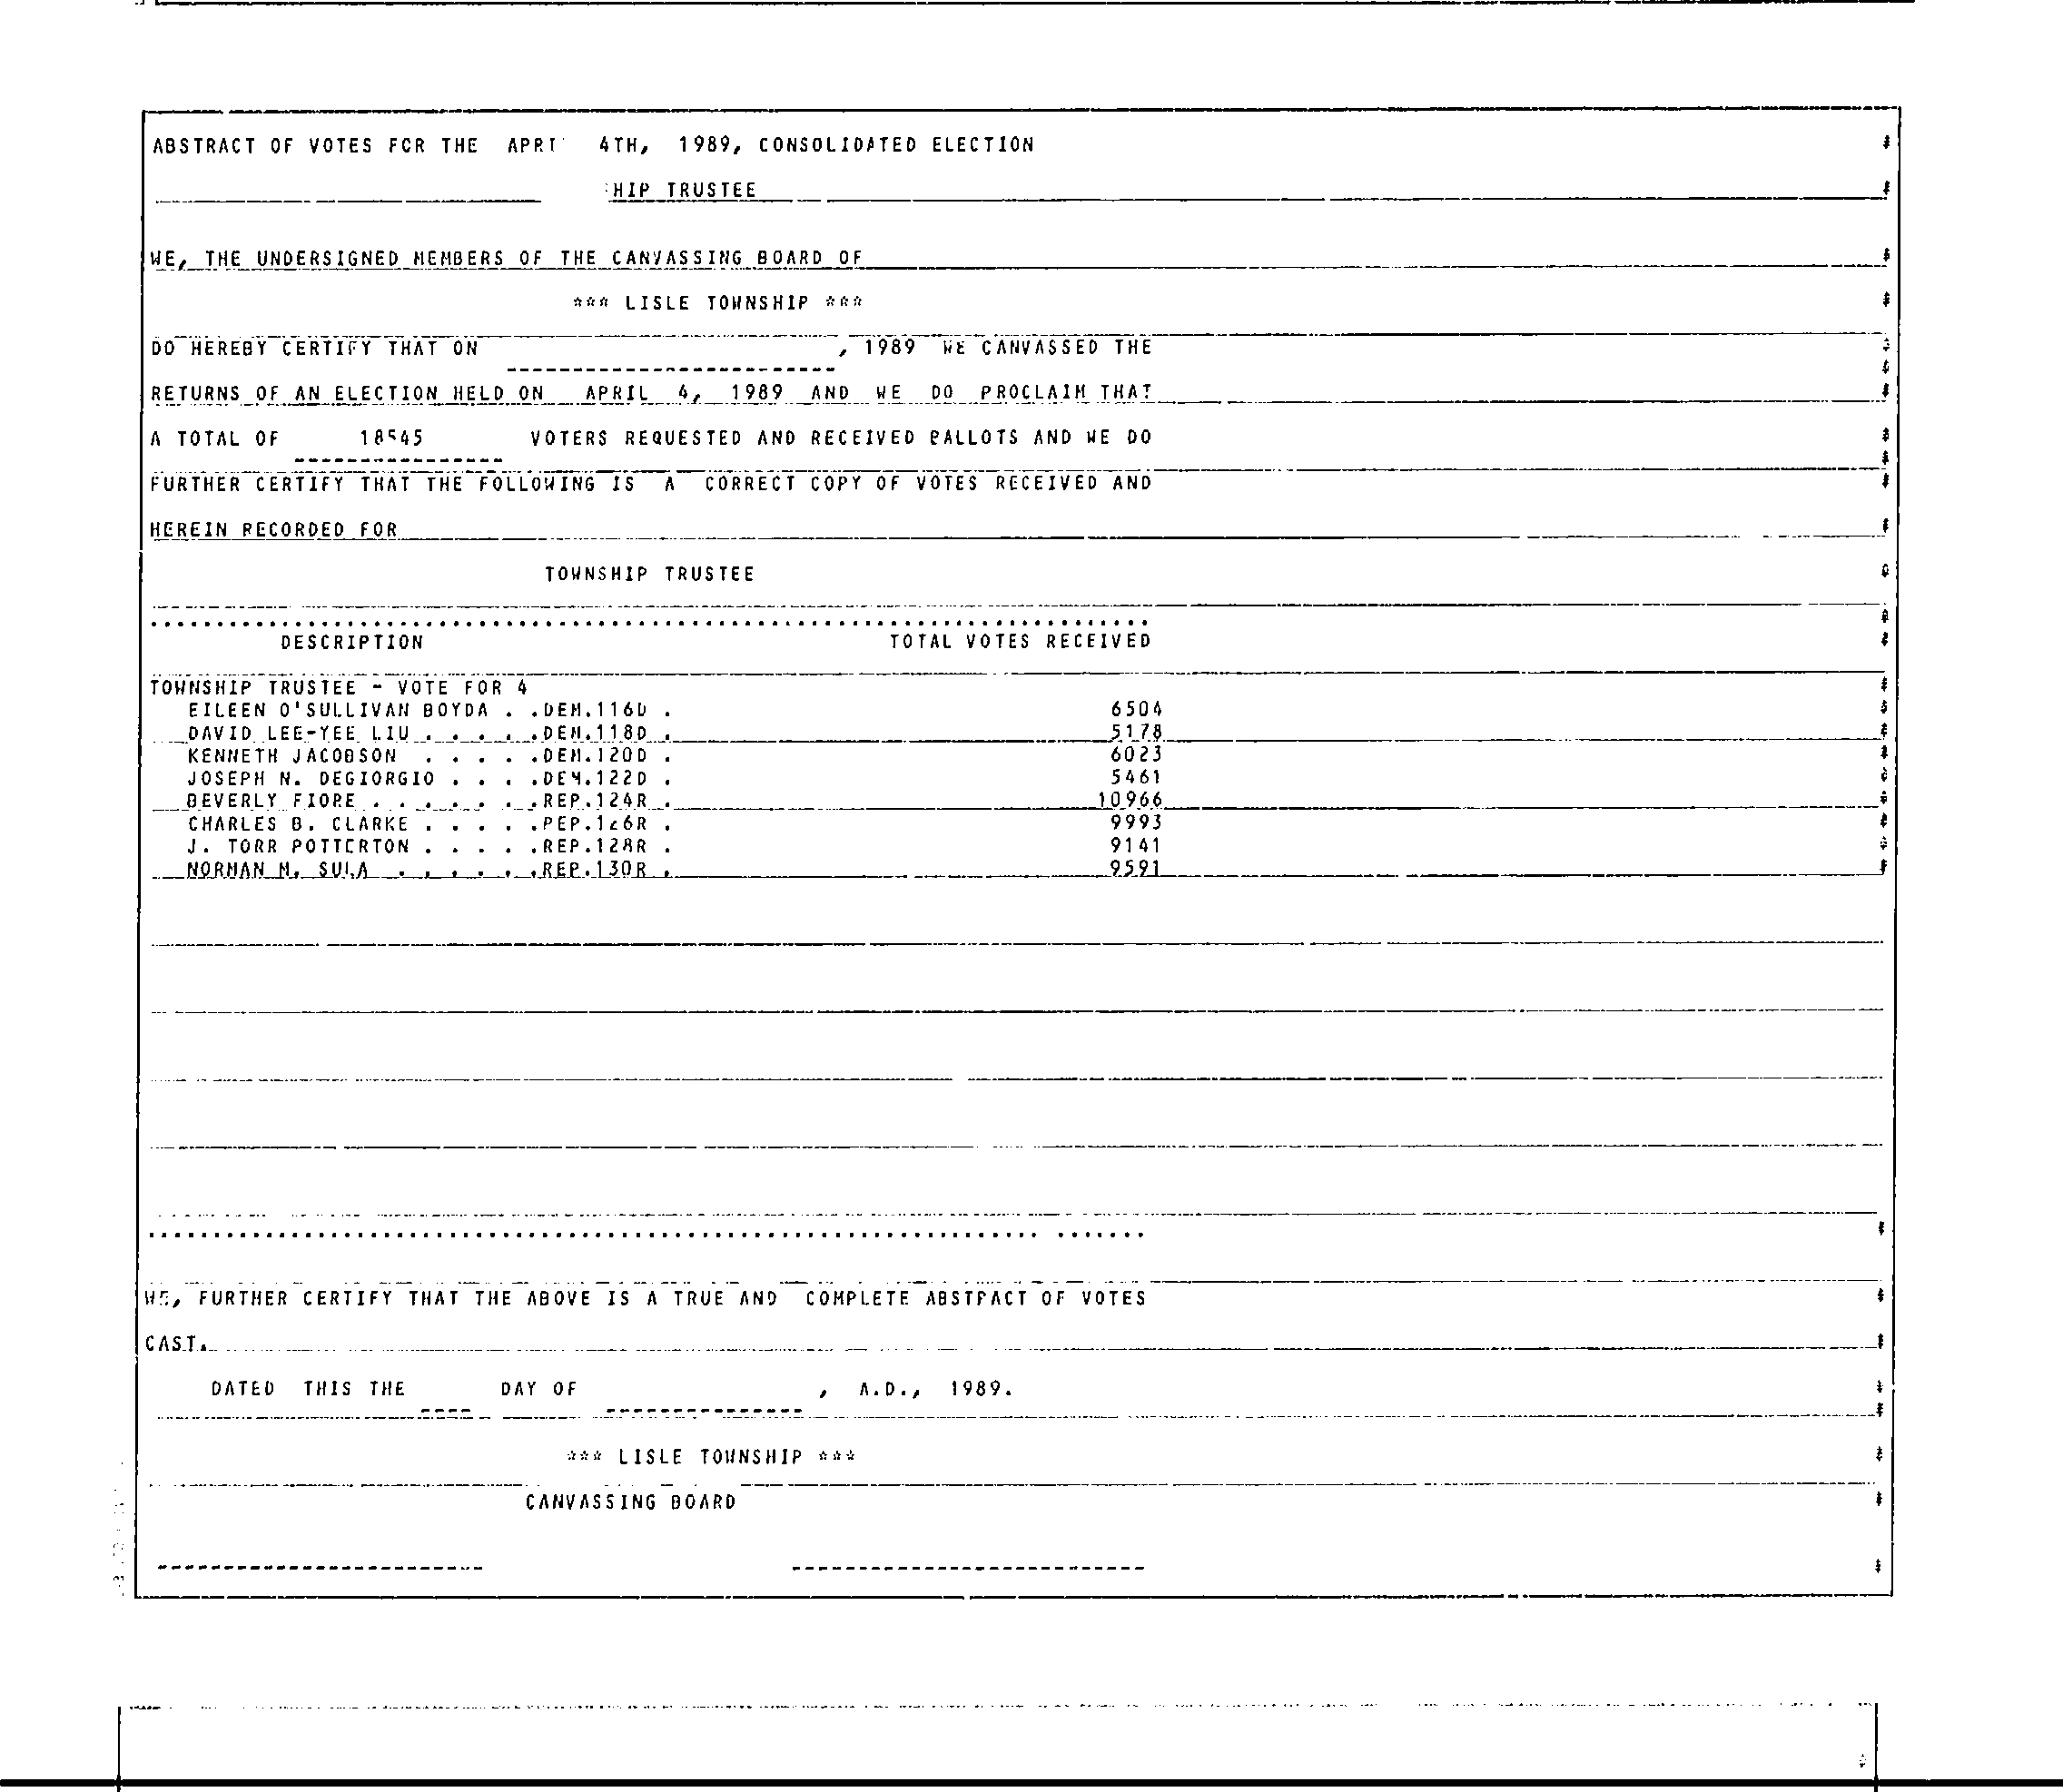 ABSTRACT OF VOTES FOR THE APRI 4TH, 1989, CONSOLIDATED ELECTION
HIP TRUSTEE
WE, THE UNDERSIGNED MEMBERS OF THE CANVASSING BOARD OF
*** LISLE TOWNSHIP ***
DO HEREBY CERTIFY THAT ON , 1989 WE CANVASSED THE
RETURNS OF AN ELECTION HELD ON APRIL 4, 1989 AND WE DO PROCLAIM THAT
A TOTAL OF 18545 VOTERS REQUESTED AND RECEIVED BALLOTS AND WE DO
FURTHER CERTIFY THAT THE FOLLOWING IS A CORRECT COPY OF VOTES RECEIVED AND
HEREIN RECORDED FOR
TOWNSHIP TRUSTEE
DESCRIPTION TOTAL VOTES RECEIVED
TOWNSHIP TRUSTEE - VOTE FOR 4
EILEEN O'SULLIVAN BOYDA . .DEM.116D . 6504
DAVID LEE-YEE LIU . . . . .DEM.118D . 5178
KENNETH JACOBSON . . . . .DEM.120D . 6023
JOSEPH N. DEGIORGIO . . . .DEM.122D . 5461
BEVERLY FIORE . . . . . . .REP.124R . 10966
CHARLES B. CLARKE . . . . .REP.126R . 9993
J. TORR POTTERTON . . . . .REP.128R . 9141
NORMAN M. SULA . . . . . .REP.130R . 9591
WE, FURTHER CERTIFY THAT THE ABOVE IS A TRUE AND COMPLETE ABSTRACT OF VOTES
CAST.
DATED THIS THE DAY OF , A.D., 1989.
*** LISLE TOWNSHIP ***
CANVASSING BOARD